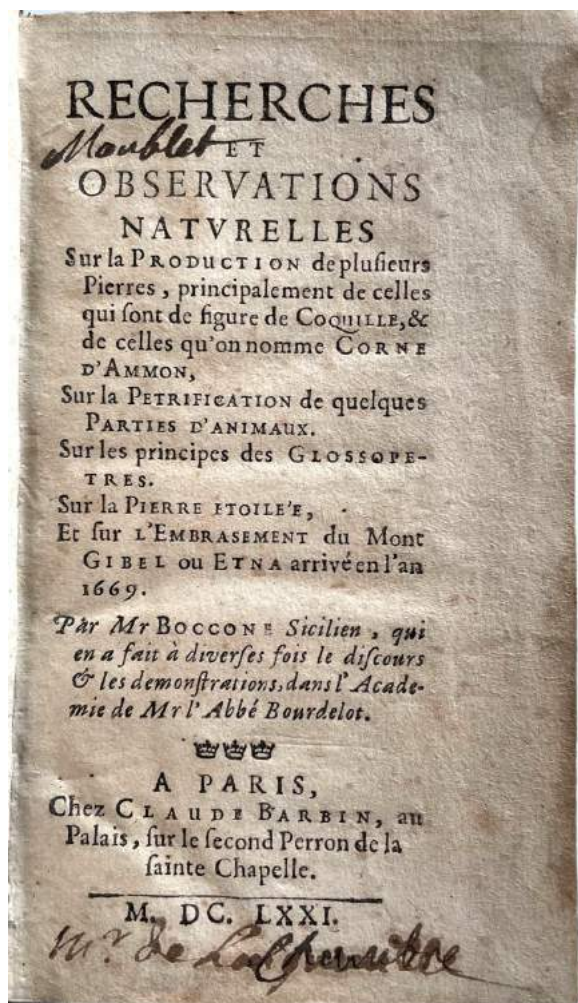 RECHERCHES
Moublet ET
OBSERVATIONS
NATVRELLES
Sur la PRODUCTION de pluſieurs
Pierres, principalement de celles
qui ſont de figure de COQUILLE, &
de celles qu'on nomme CORNE
D'AMMON,
Sur la PETRIFICATION de quelques
PARTIES D'ANIMAUX.
Sur les principes des GLOSSOPE-
TRES.
Sur la PIERRE ETOILE'E,
Et ſur L'EMBRASEMENT du Mont
GIBEL ou ETNA arrivé en l'an
1669.
Par Mr BOCCONE Sicilien, qui
en a fait à diverſes fois le diſcours
& les demonſtrations, dans l'Acade-
mie de Mr l'Abbé Bourdelot.
A PARIS,
Chez CLAUDE BARBIN, au
Palais, ſur le ſecond Perron de la
ſainte Chapelle.
M. DC. LXXI.
Mr. de